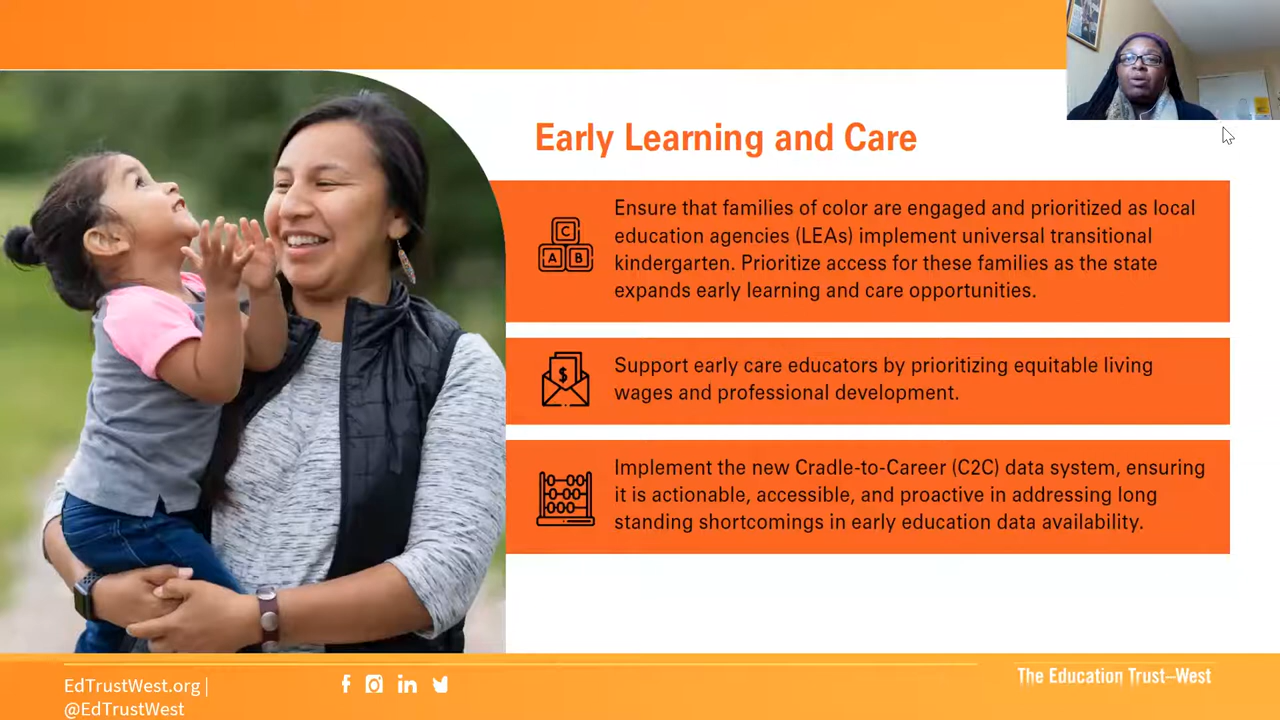 Early Learning and Care
Ensure that families of color are engaged and prioritized as local
education agencies (LEAs) implement universal transitional
kindergarten. Prioritize access for these families as the state
expands early learning and care opportunities.
Support early care educators by prioritizing equitable living
wages and professional development.
Implement the new Cradle-to-Career (C2C) data system, ensuring
it is actionable, accessible, and proactive in addressing long
standing shortcomings in early education data availability.
C
A B
$
EdTrustWest.org |
@EdTrustWest
The Education Trust–West